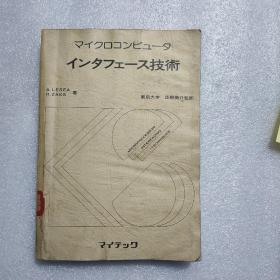 マイクロコンピュータ
インタフェース技術
A. LESEA
R. ZAKS 著
東京大学
マイテック